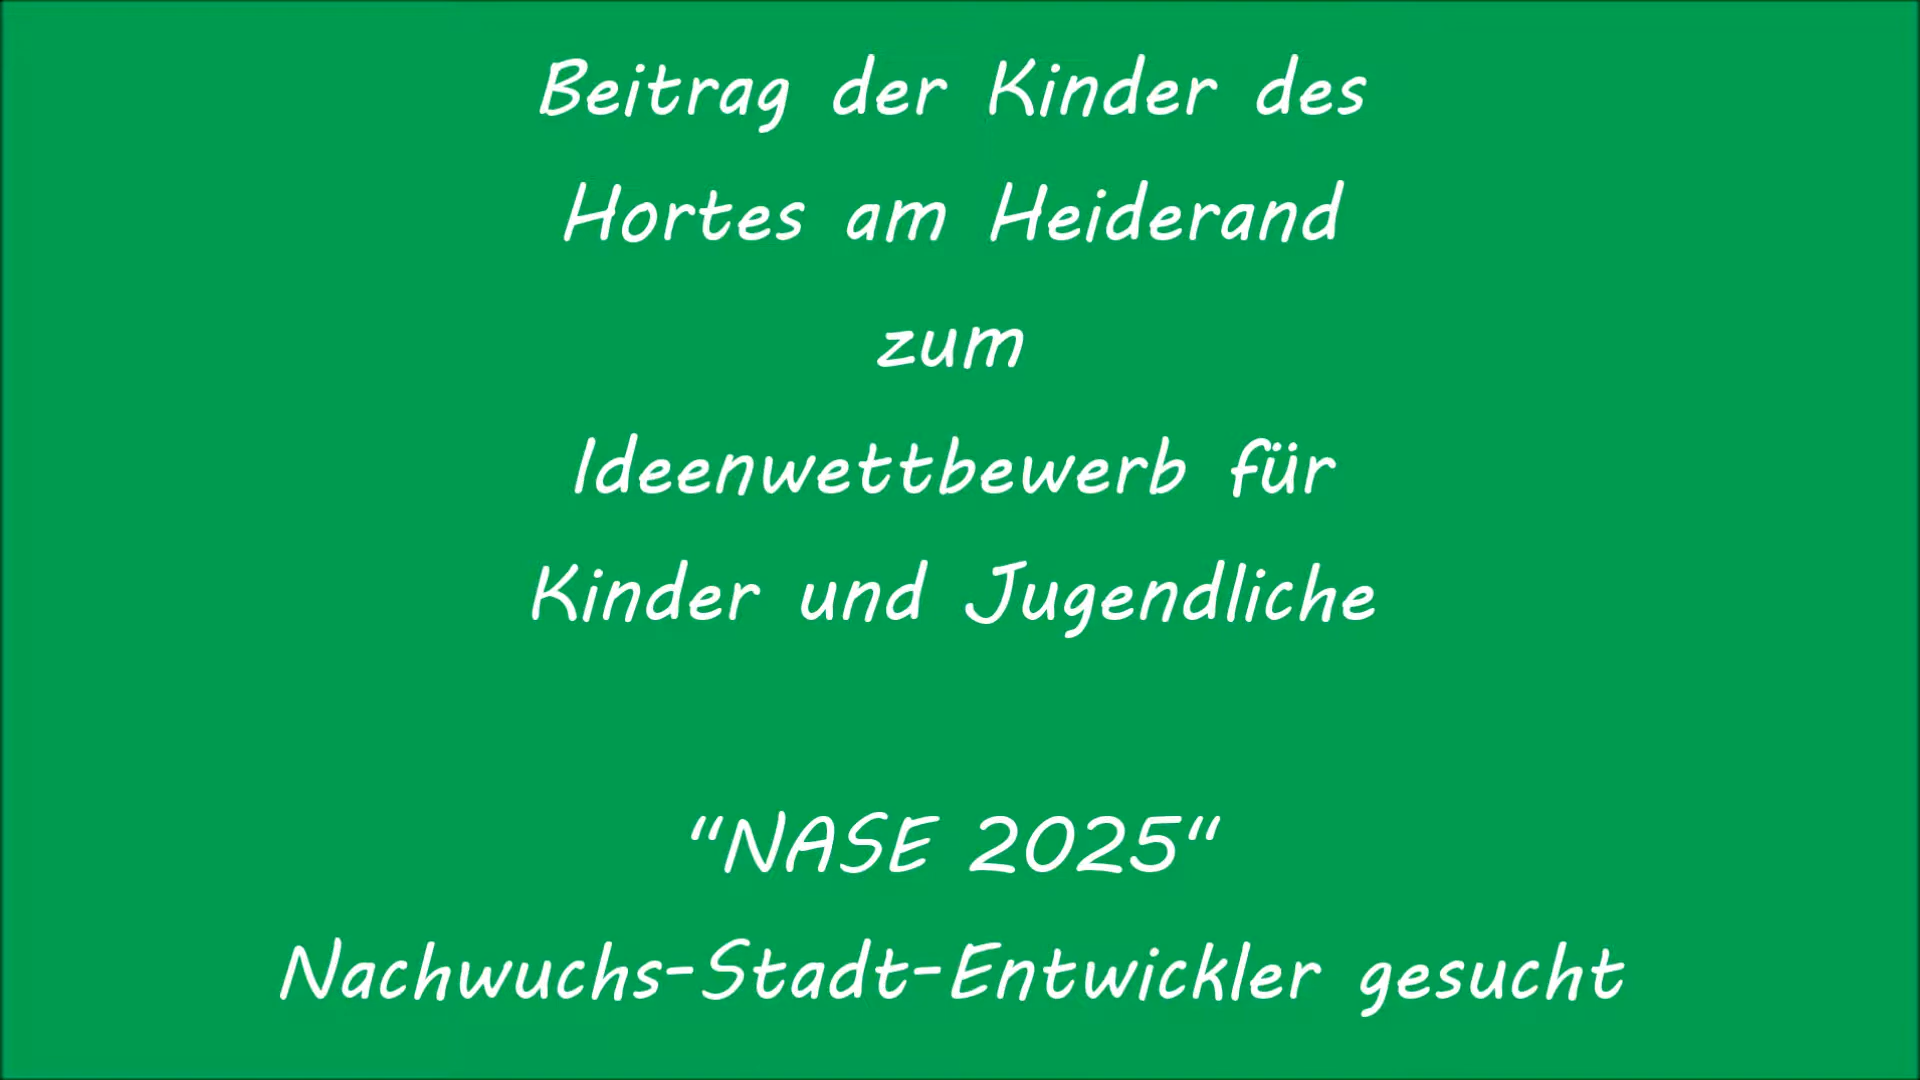 Beitrag der Kinder des
Hortes am Heiderand
zum
Ideenwettbewerb für
Kinder und Jugendliche
“NASE 2025“
Nachwuchs-Stadt-Entwickler gesucht